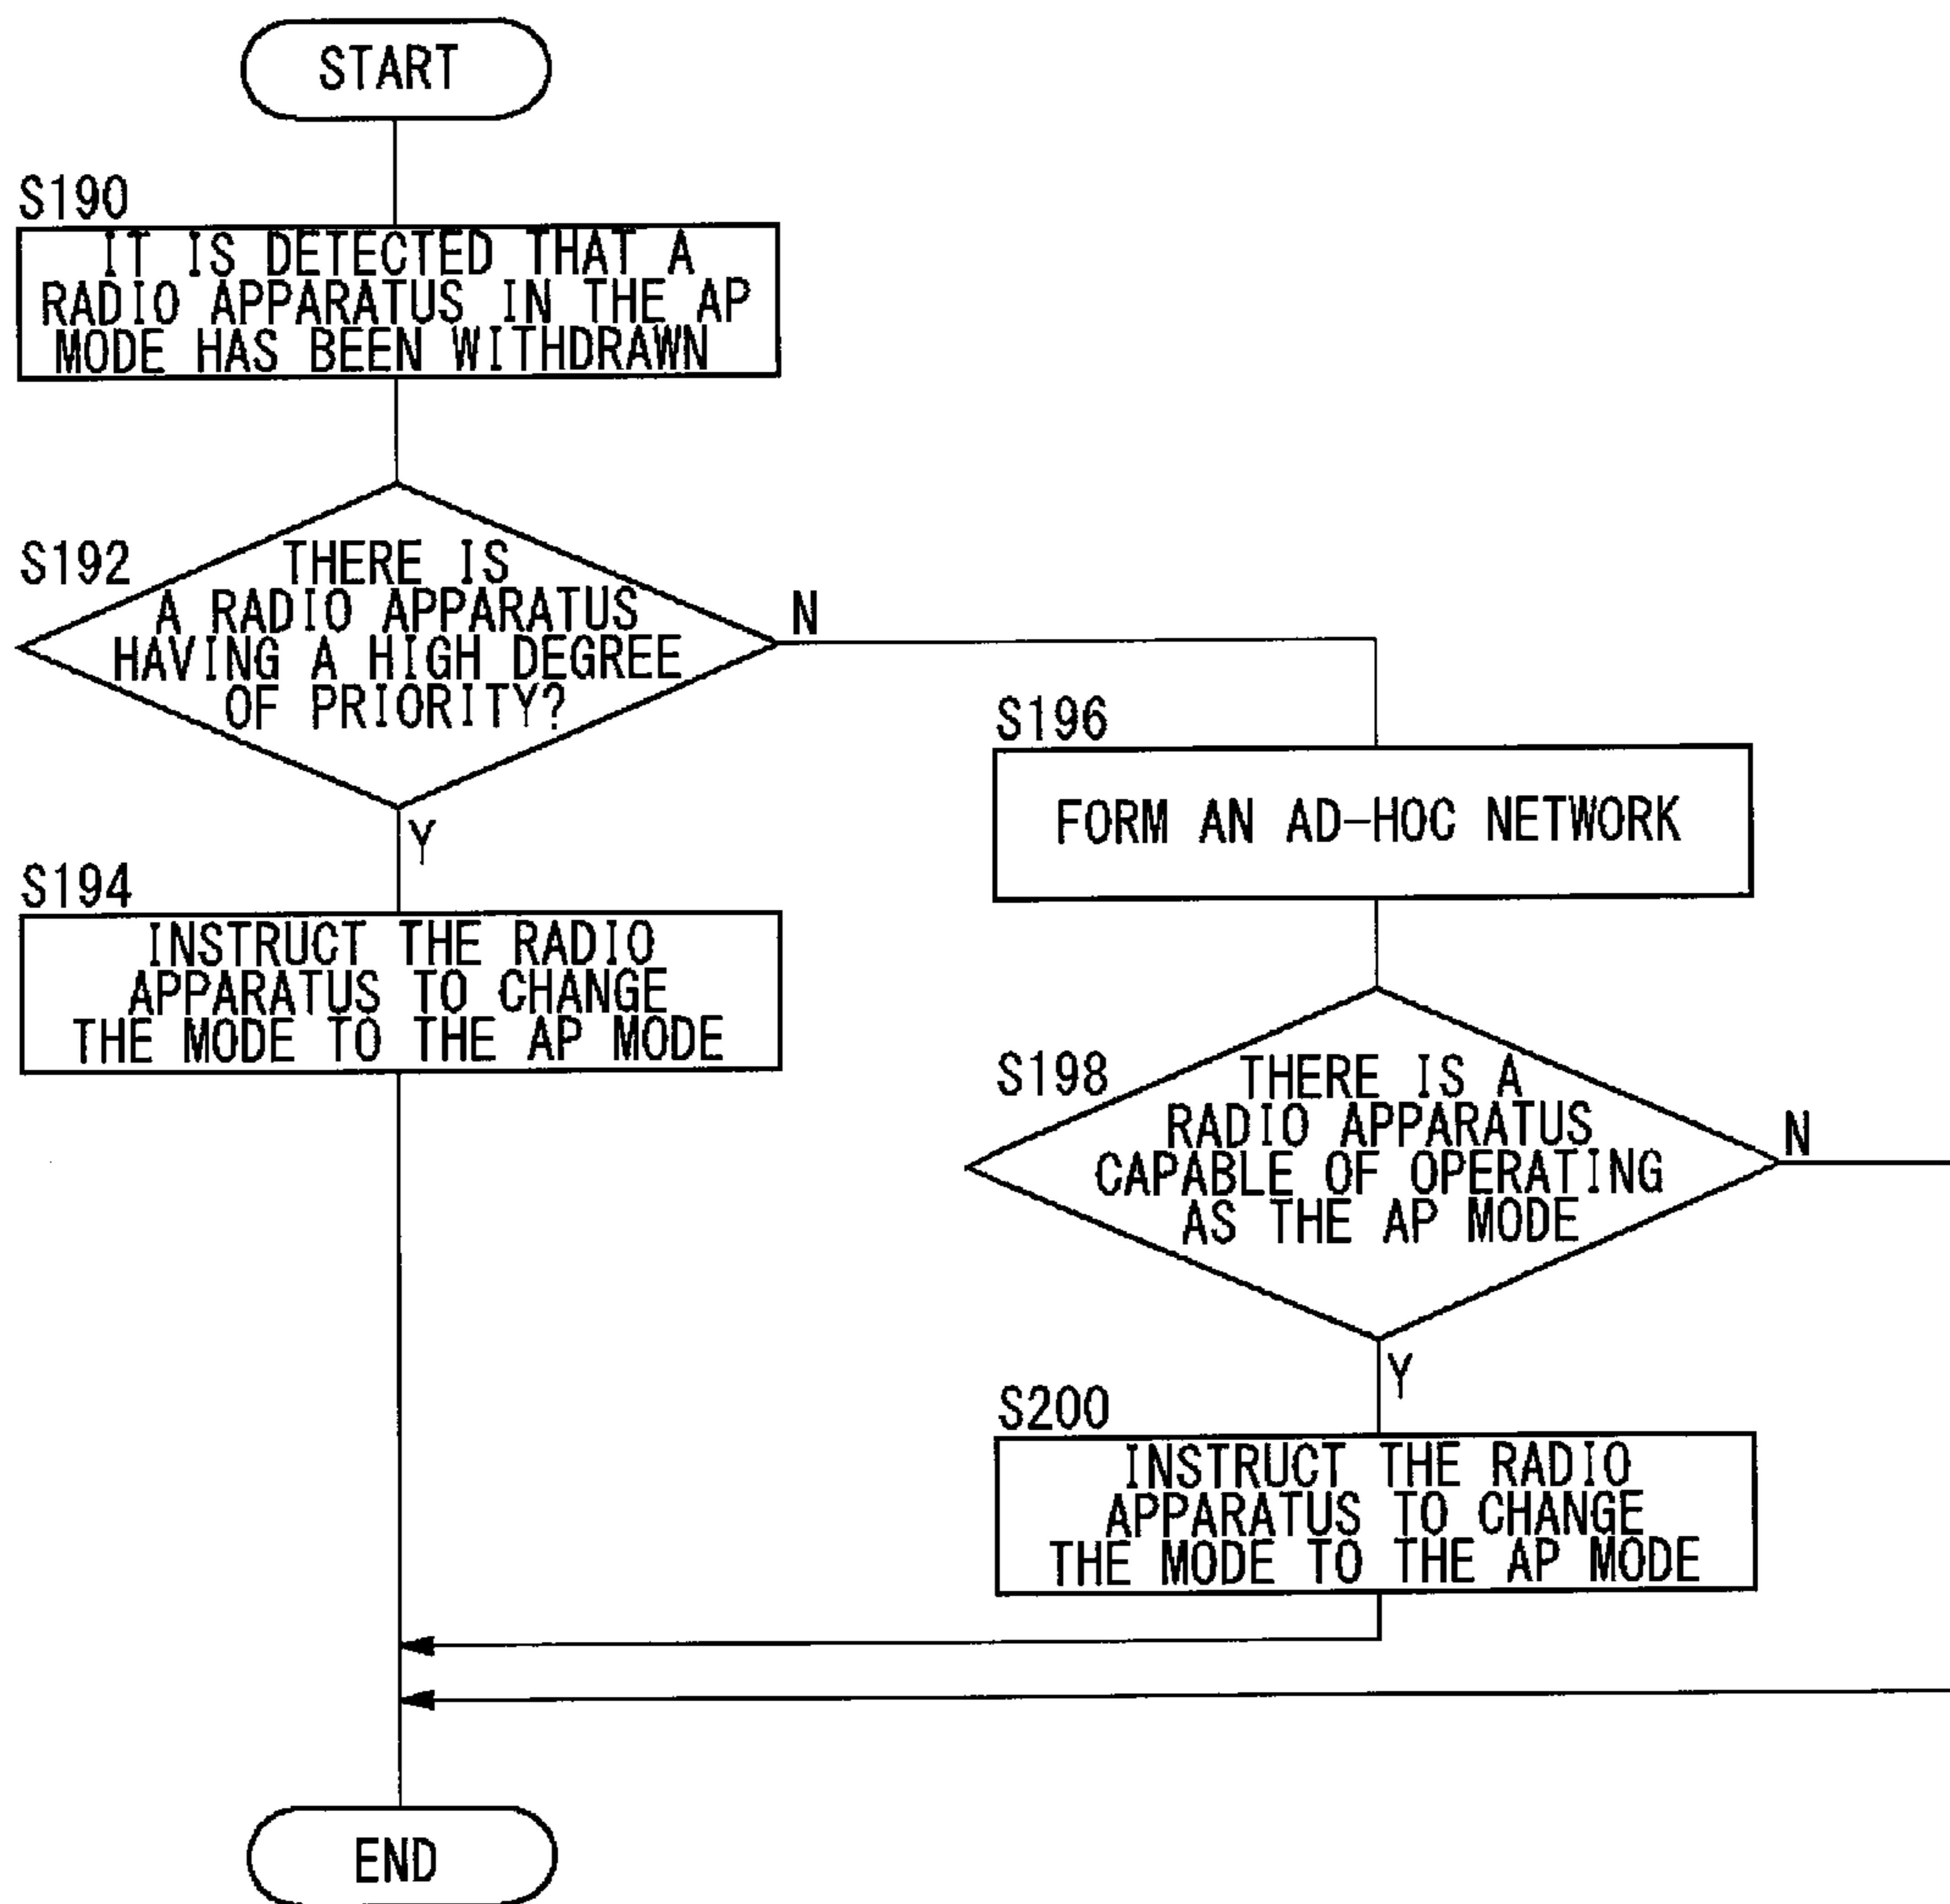 START
S190
IT IS DETECTED THAT A
RADIO APPARATUS IN THE AP
MODE HAS BEEN WITHDRAWN
S192
THERE IS
A RADIO APPARATUS
HAVING A HIGH DEGREE
OF PRIORITY?
N
Y
S194
INSTRUCT THE RADIO
APPARATUS TO CHANGE
THE MODE TO THE AP MODE
S196
FORM AN AD-HOC NETWORK
S198
THERE IS A
RADIO APPARATUS
CAPABLE OF OPERATING
AS THE AP MODE
N
Y
S200
INSTRUCT THE RADIO
APPARATUS TO CHANGE
THE MODE TO THE AP MODE
END